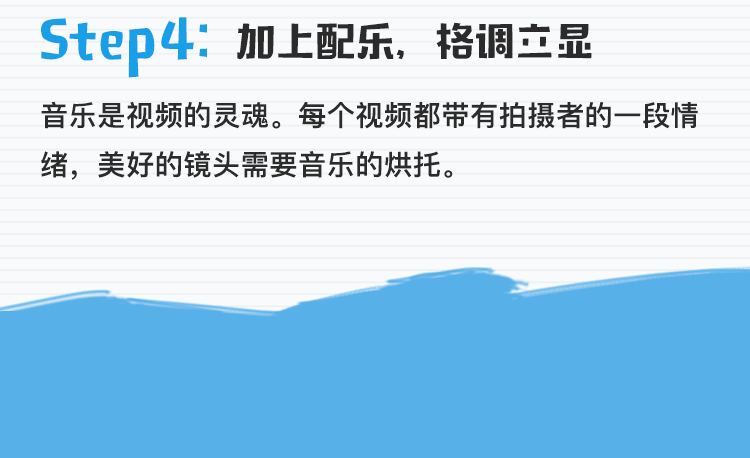 Step4：加上配乐，格调立显
音乐是视频的灵魂。每个视频都带有拍摄者的一段情
绪，美好的镜头需要音乐的烘托。